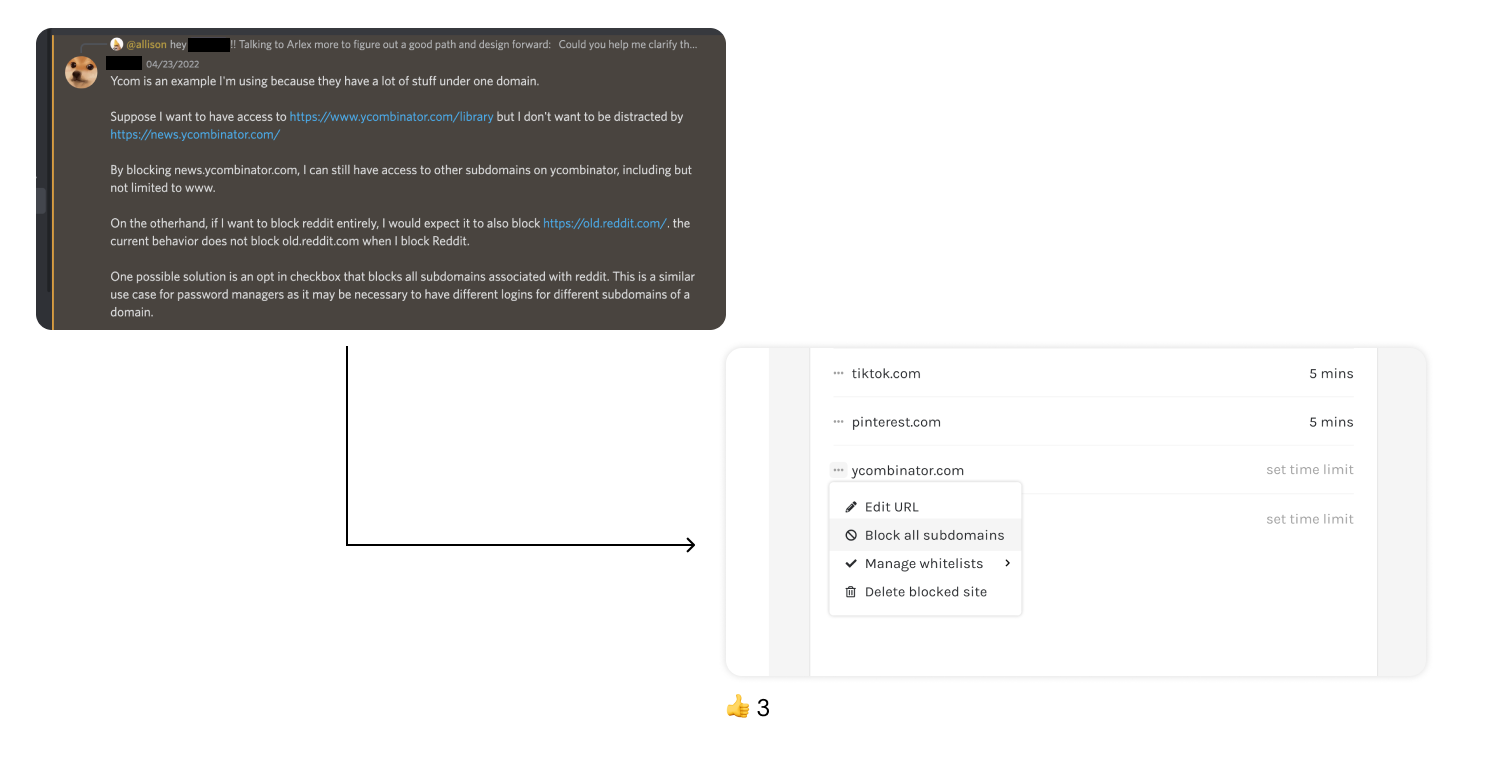 @allison hey !! Talking to Arlex more to figure out a good path and design forward: Could you help me clarify th...
04/23/2022
Ycom is an example I'm using because they have a lot of stuff under one domain.
Suppose I want to have access to https://www.ycombinator.com/library but I don't want to be distracted by
https://news.ycombinator.com/
By blocking news.ycombinator.com, I can still have access to other subdomains on ycombinator, including but
not limited to www.
On the otherhand, if I want to block reddit entirely, I would expect it to also block https://old.reddit.com/. the
current behavior does not block old.reddit.com when I block Reddit.
One possible solution is an opt in checkbox that blocks all subdomains associated with reddit. This is a similar
use case for password managers as it may be necessary to have different logins for different subdomains of a
domain.
tiktok.com 5 mins
pinterest.com 5 mins
ycombinator.com set time limit
Edit URL
set time limit
Block all subdomains
Manage whitelists
Delete blocked site
👍 3